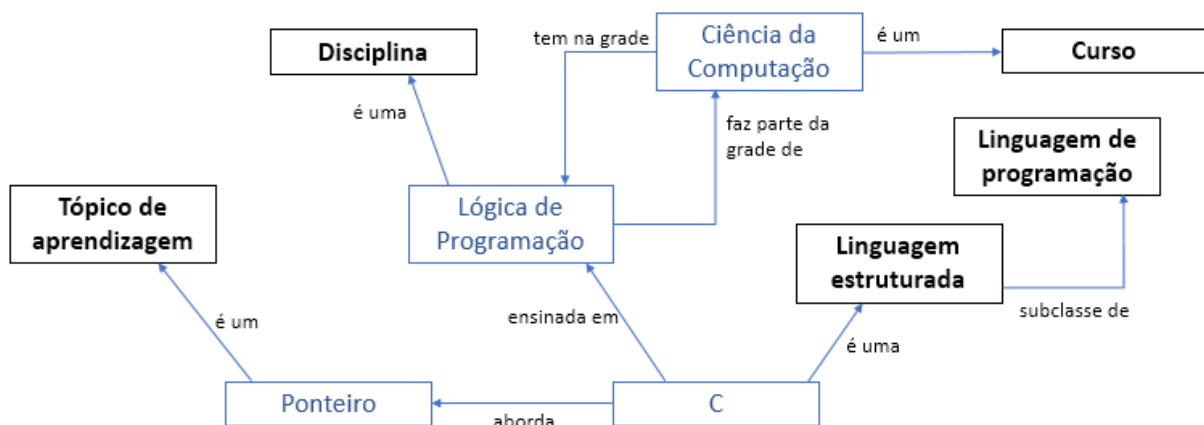 Disciplina
tem na grade
Ciência da
Computação
é um
Curso
é uma
faz parte da
grade de
Linguagem de
programação
Tópico de
aprendizagem
Lógica de
Programação
Linguagem
estruturada
ensinada em
subclasse de
é um
é uma
Ponteiro
aborda
C